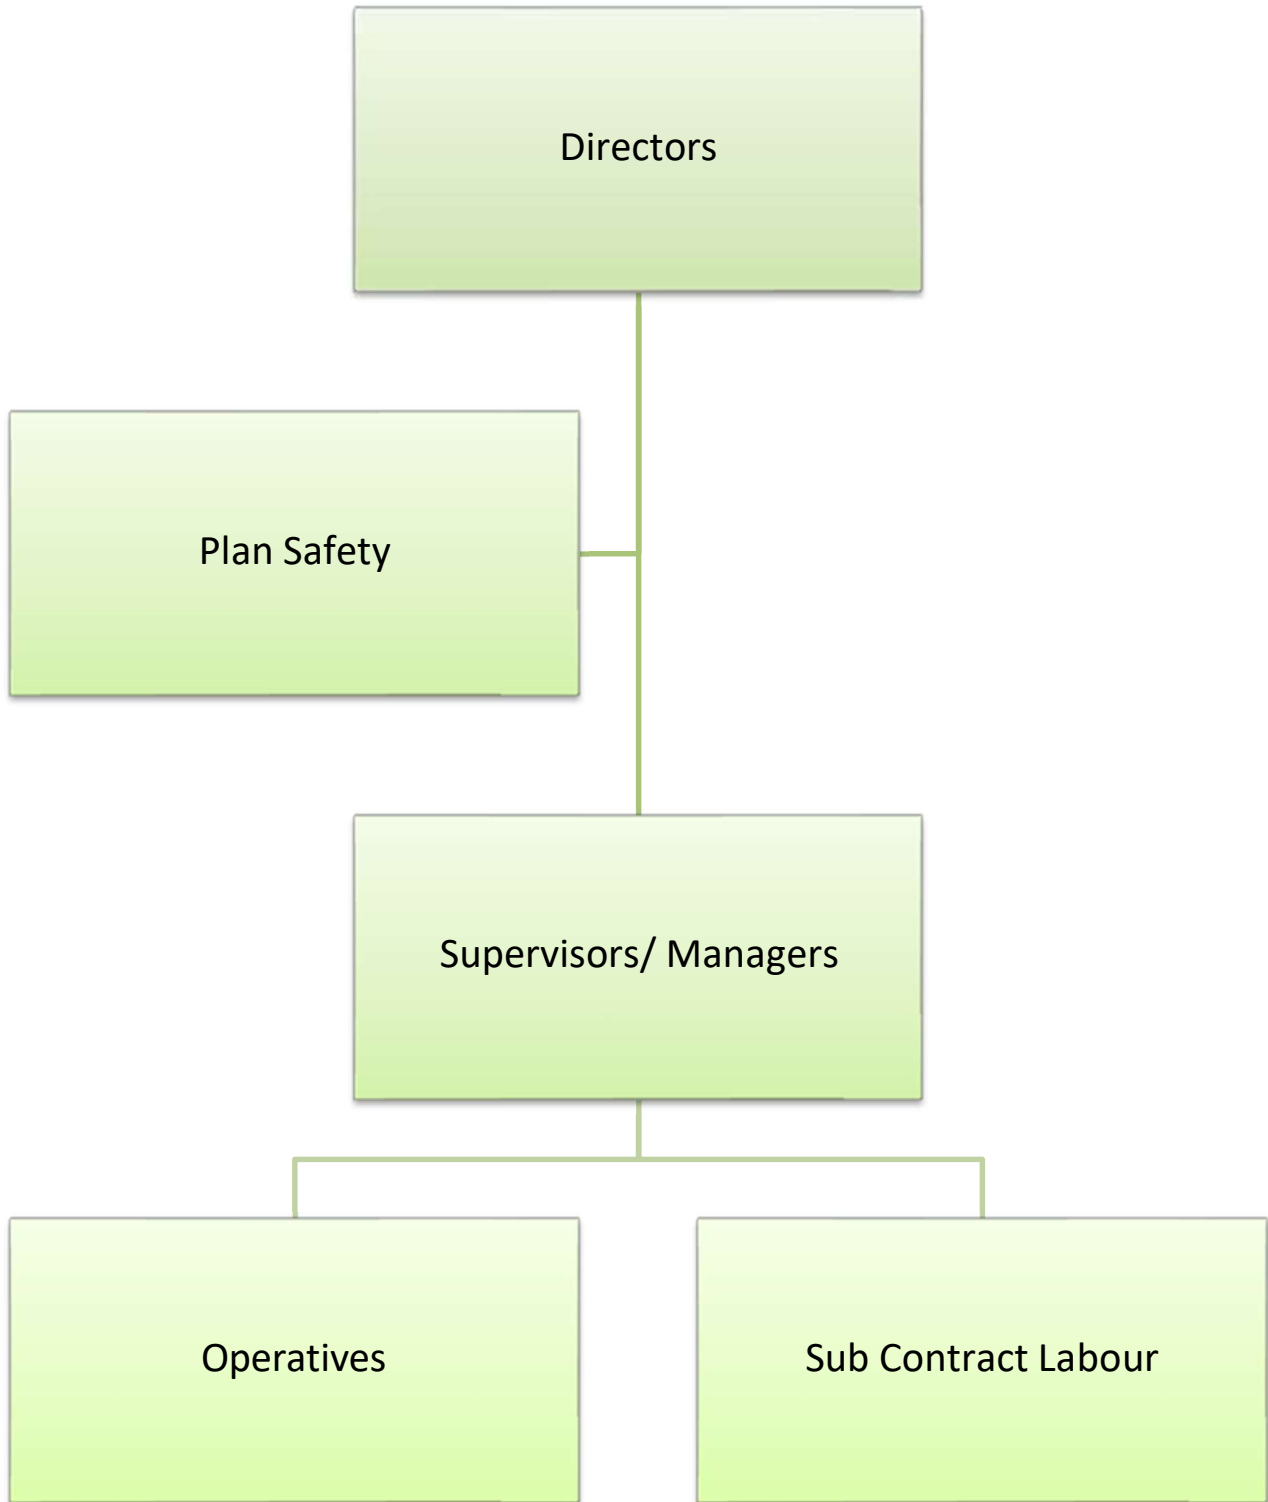 Directors
Plan Safety
Supervisors/ Managers
Operatives
Sub Contract Labour